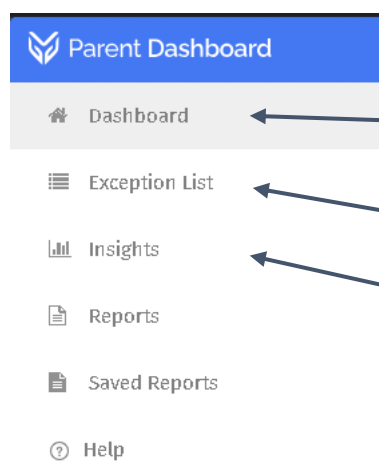 Parent Dashboard
Dashboard
Exception List
Insights
Reports
Saved Reports
? Help